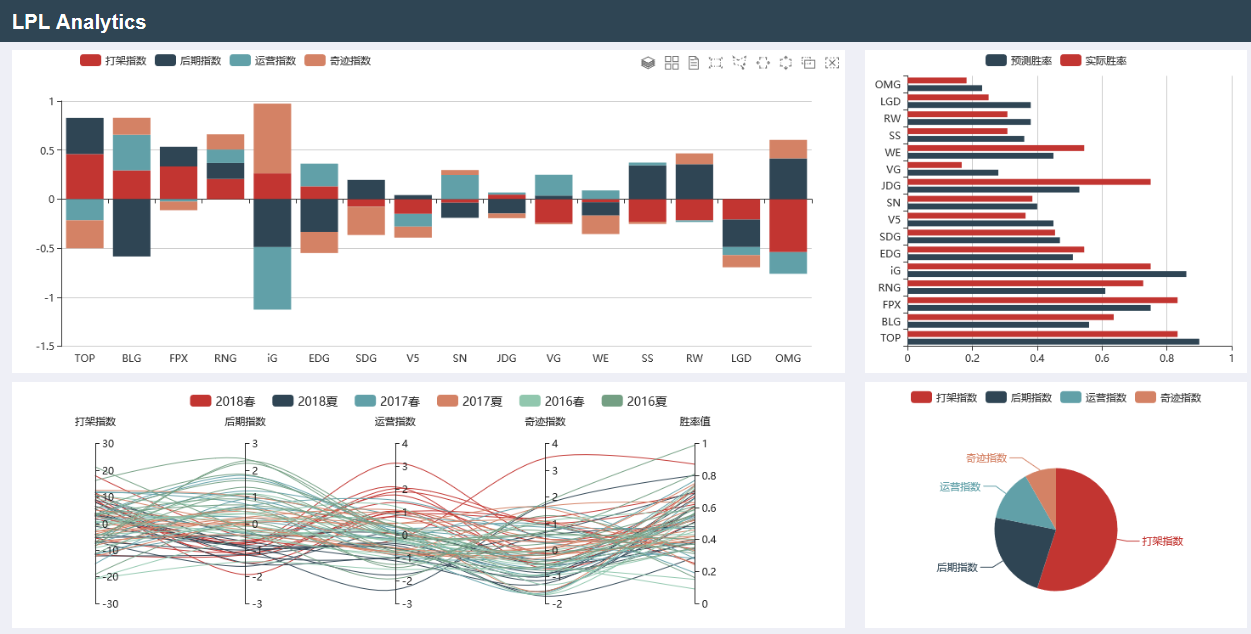 LPL Analytics
打架指数 后期指数 运营指数 奇迹指数
1
0.5
0
-0.5
-1
-1.5
TOP BLG FPX RNG iG EDG SDG V5 SN JDG VG WE SS RW LGD OMG
预测胜率 实际胜率
OMG
LGD
RW
SS
WE
VG
JDG
SN
V5
SDG
EDG
iG
RNG
FPX
BLG
TOP
0 0.2 0.4 0.6 0.8 1
2018春 2018夏 2017春 2017夏 2016春 2016夏
打架指数 后期指数 运营指数 奇迹指数 胜率值
30 3 4 4 1
20 2 3 3 0.8
10 1 2 2 0.6
0 0 1 1 0.4
-10 -1 0 0 0.2
-20 -2 -1 -1 0
-30 -3 -2 -2
-3
打架指数 后期指数 运营指数 奇迹指数
奇迹指数
运营指数
打架指数
后期指数